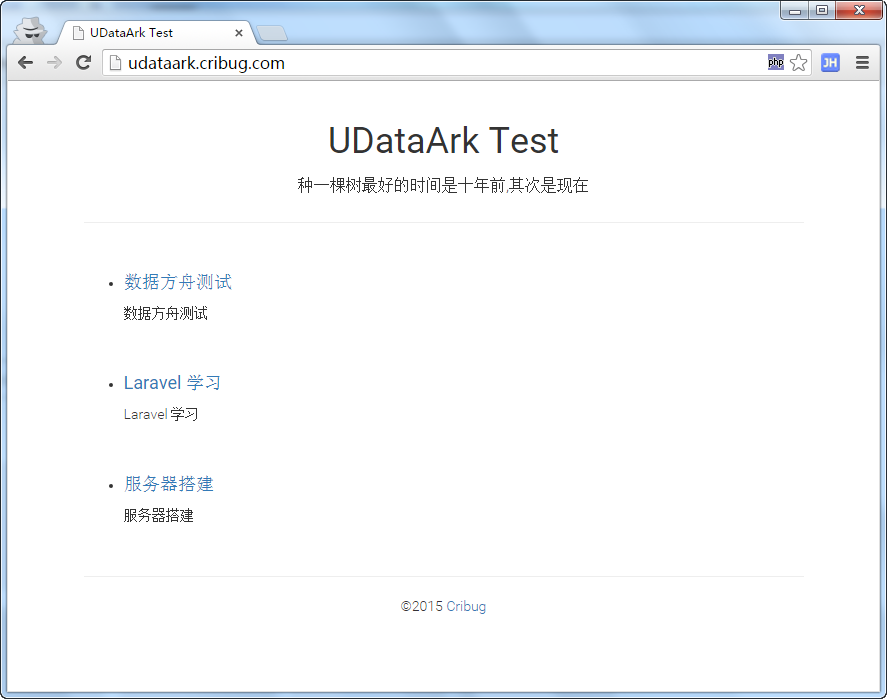 UDataArk Test
udataark.cribug.com
php
JH
UDataArk Test
种一棵树最好的时间是十年前,其次是现在
数据方舟测试
数据方舟测试
Laravel 学习
Laravel 学习
服务器搭建
服务器搭建
©2015 Cribug